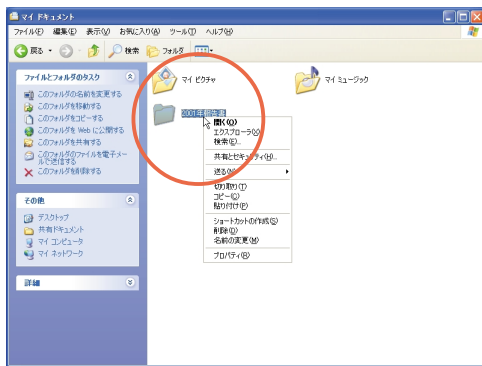 マイ ドキュメント
ファイル(F) 編集(E) 表示(V) お気に入り(A) ツール(T) ヘルプ(H)
戻る 検索 フォルダ
ファイルとフォルダのタスク
このフォルダの名前を変更する
このフォルダを移動する
このフォルダをコピーする
このフォルダを Web に公開する
このフォルダを共有する
このフォルダのファイルを電子メールで送信する
このフォルダを削除する
その他
デスクトップ
共有ドキュメント
マイ コンピュータ
マイ ネットワーク
詳細
マイ ピクチャ
マイ ミュージック
2001年
開く(O)
エクスプローラ(X)
検索(E)...
共有とセキュリティ(H)...
送る(N)
切り取り(T)
コピー(C)
貼り付け(P)
ショートカットの作成(S)
削除(D)
名前の変更(M)
プロパティ(R)